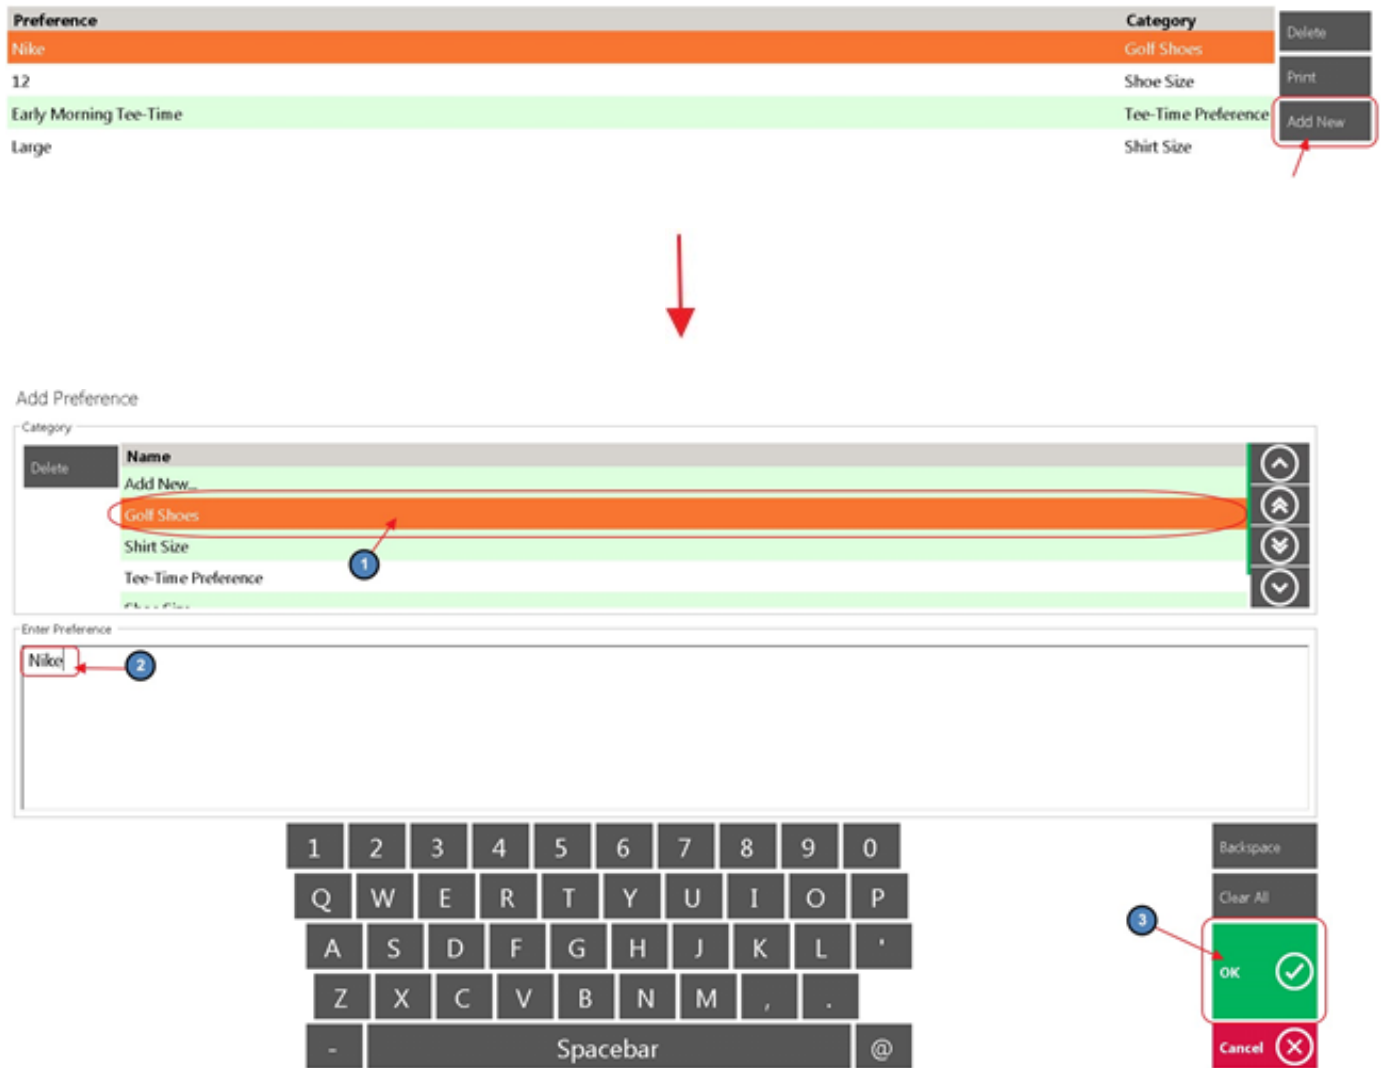 Preference Category
Nike Golf Shoes
12 Shoe Size
Early Morning Tee-Time Tee-Time Preference
Large Shirt Size
Delete
Print
Add New
Add Preference
Category
Delete
Name
Add New...
Golf Shoes
1
Shirt Size
Tee-Time Preference
Shoe Size
Enter Preference
Nike
2
1 2 3 4 5 6 7 8 9 0
Q W E R T Y U I O P
A S D F G H J K L '
Z X C V B N M , .
- Spacebar @
Backspace
Clear All
3
OK
Cancel